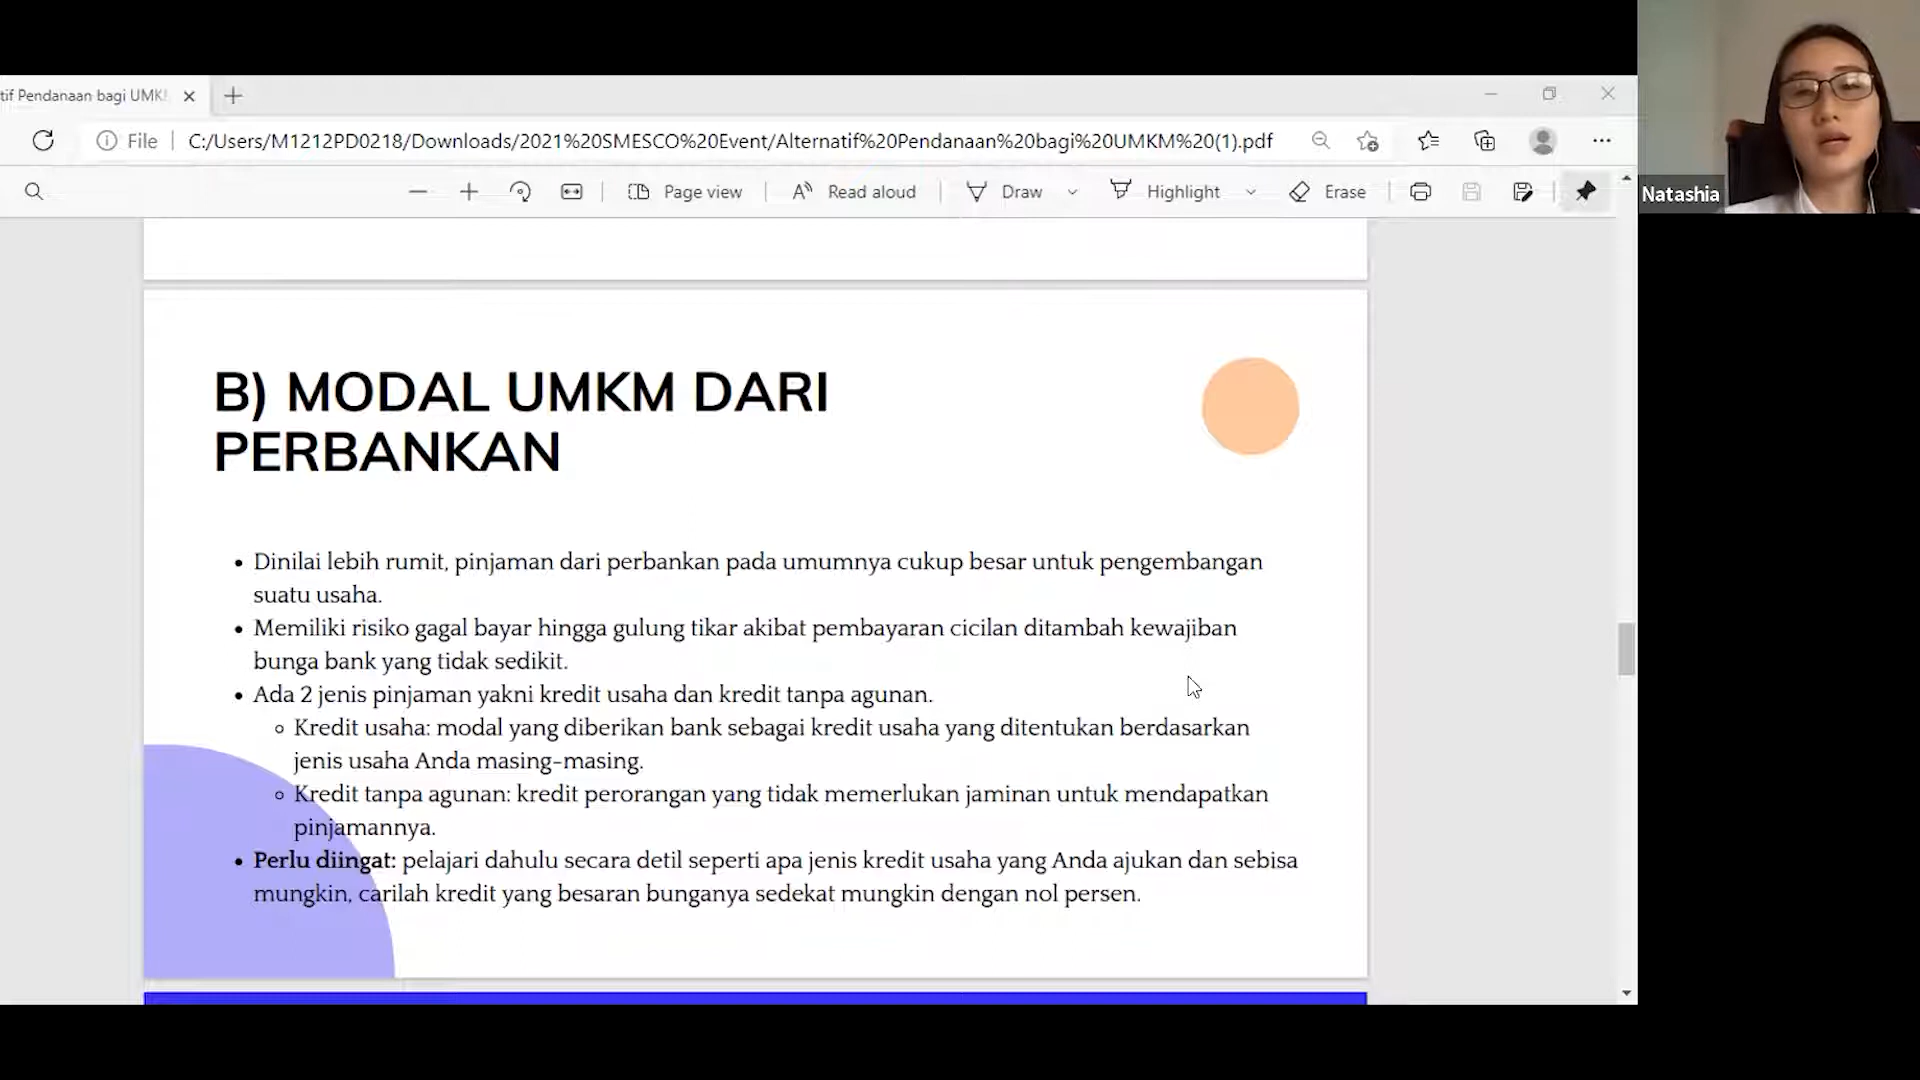 tif Pendanaan bagi UMK
File
C:/Users/M1212PD0218/Downloads/2021%20SMESCO%20Event/Alternatif%20Pendanaan%20bagi%20UMKM%20(1).pdf
Page view
Read aloud
Draw
Highlight
Erase
Natashia
B) MODAL UMKM DARI
PERBANKAN
• Dinilai lebih rumit, pinjaman dari perbankan pada umumnya cukup besar untuk pengembangan
suatu usaha.
• Memiliki risiko gagal bayar hingga gulung tikar akibat pembayaran cicilan ditambah kewajiban
bunga bank yang tidak sedikit.
• Ada 2 jenis pinjaman yakni kredit usaha dan kredit tanpa agunan.
◦ Kredit usaha: modal yang diberikan bank sebagai kredit usaha yang ditentukan berdasarkan
jenis usaha Anda masing-masing.
◦ Kredit tanpa agunan: kredit perorangan yang tidak memerlukan jaminan untuk mendapatkan
pinjamannya.
• Perlu diingat: pelajari dahulu secara detil seperti apa jenis kredit usaha yang Anda ajukan dan sebisa
mungkin, carilah kredit yang besaran bunganya sedekat mungkin dengan nol persen.